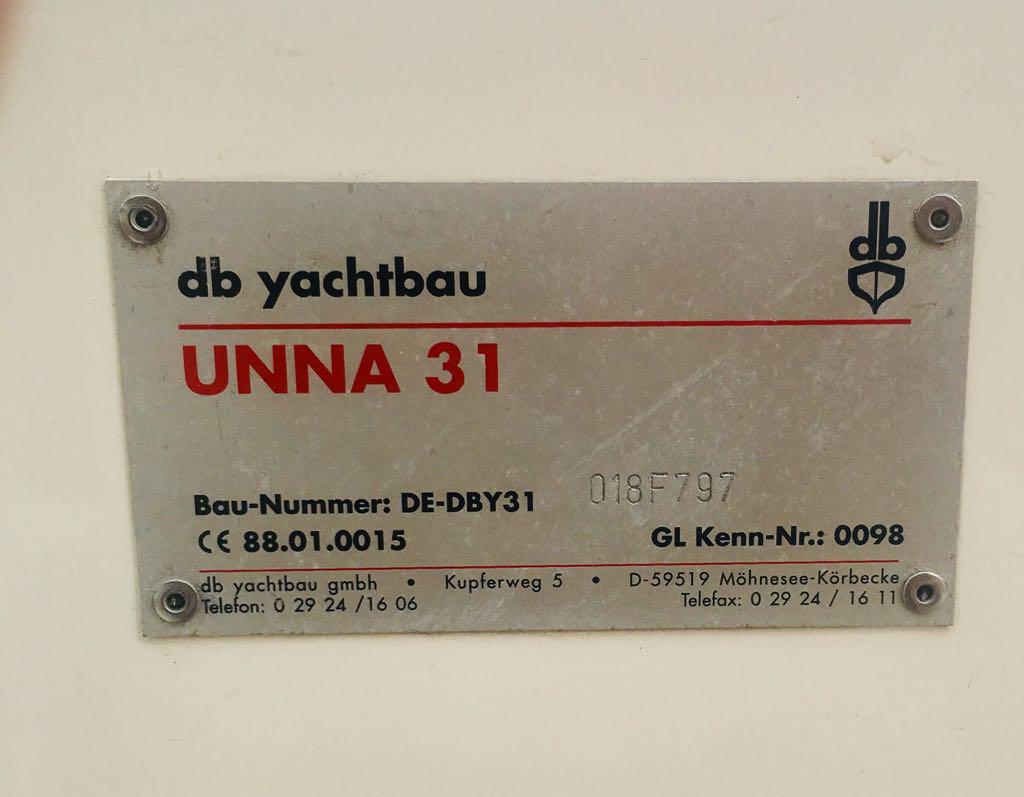 db
db yachtbau
UNNA 31
Bau-Nummer: DE-DBY31 018F797
CE 88.01.0015 GL Kenn-Nr.: 0098
db yachtbau gmbh • Kupferweg 5 • D-59519 Möhnesee-Körbecke
Telefon: 0 29 24 /16 06 Telefax: 0 29 24 / 16 11